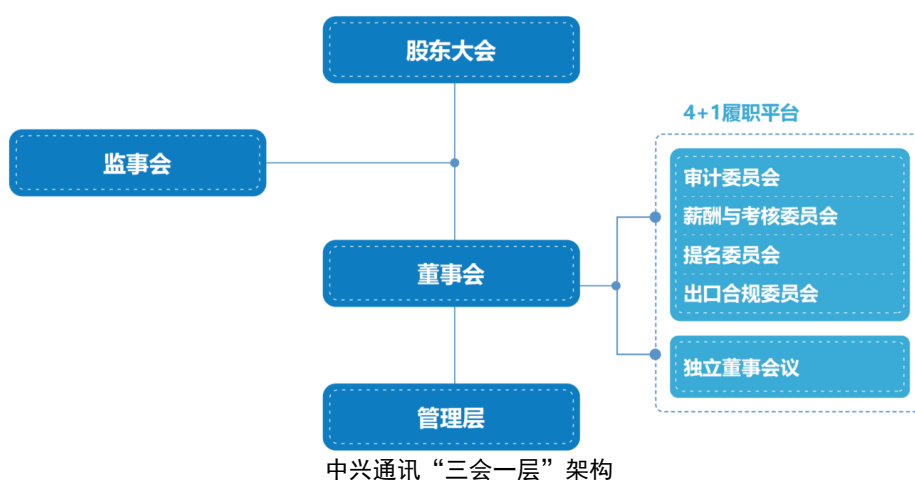 股东大会
4+1履职平台
监事会
审计委员会
薪酬与考核委员会
提名委员会
董事会
出口合规委员会
独立董事会议
管理层
中兴通讯“三会一层”架构